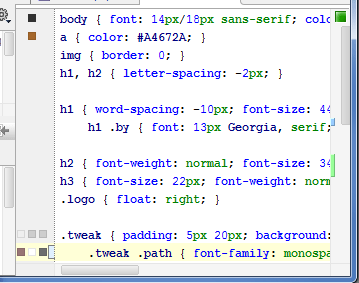 body { font: 14px/18px sans-serif; colo
a { color: #A4672A; }
img { border: 0; }
h1, h2 { letter-spacing: -2px; }
h1 { word-spacing: -10px; font-size: 44
h1 .by { font: 13px Georgia, serif;
h2 { font-weight: normal; font-size: 34
h3 { font-size: 22px; font-weight: norm
.logo { float: right; }
.tweak { padding: 5px 20px; background:
.tweak .path { font-family: monospa